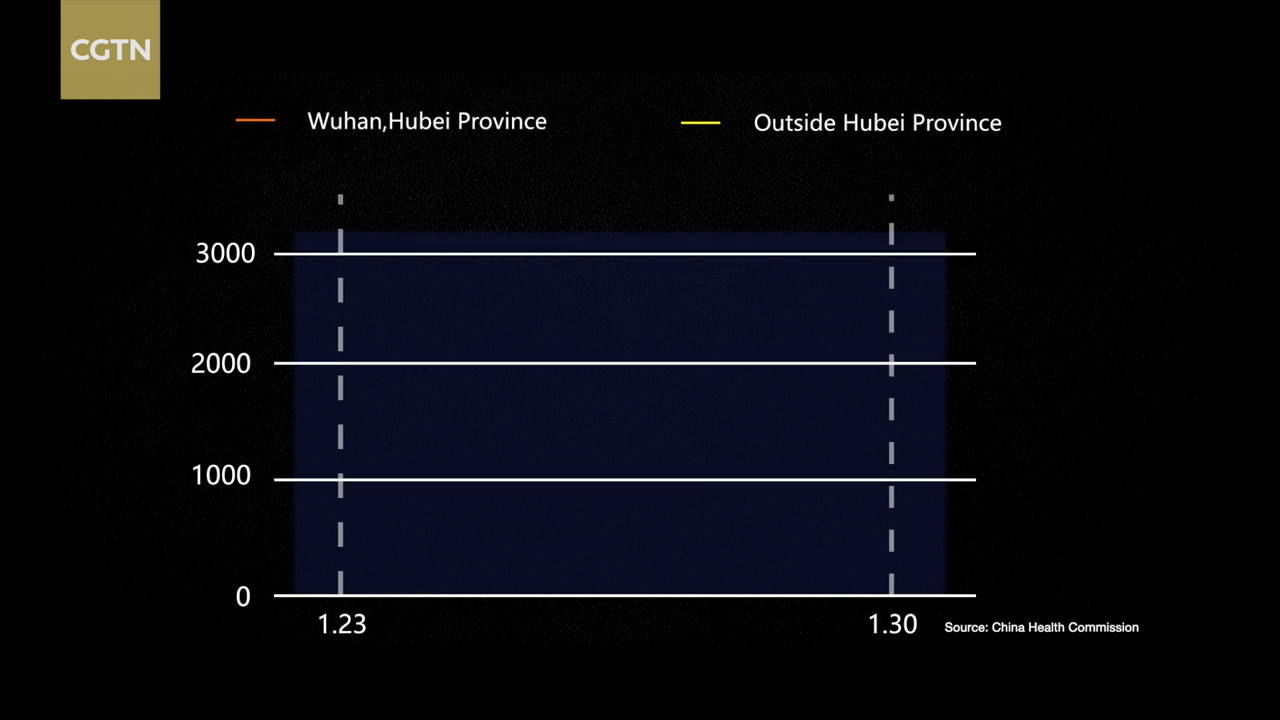 CGTN
Wuhan,Hubei Province
Outside Hubei Province
3000
2000
1000
0
1.23
1.30
Source: China Health Commission